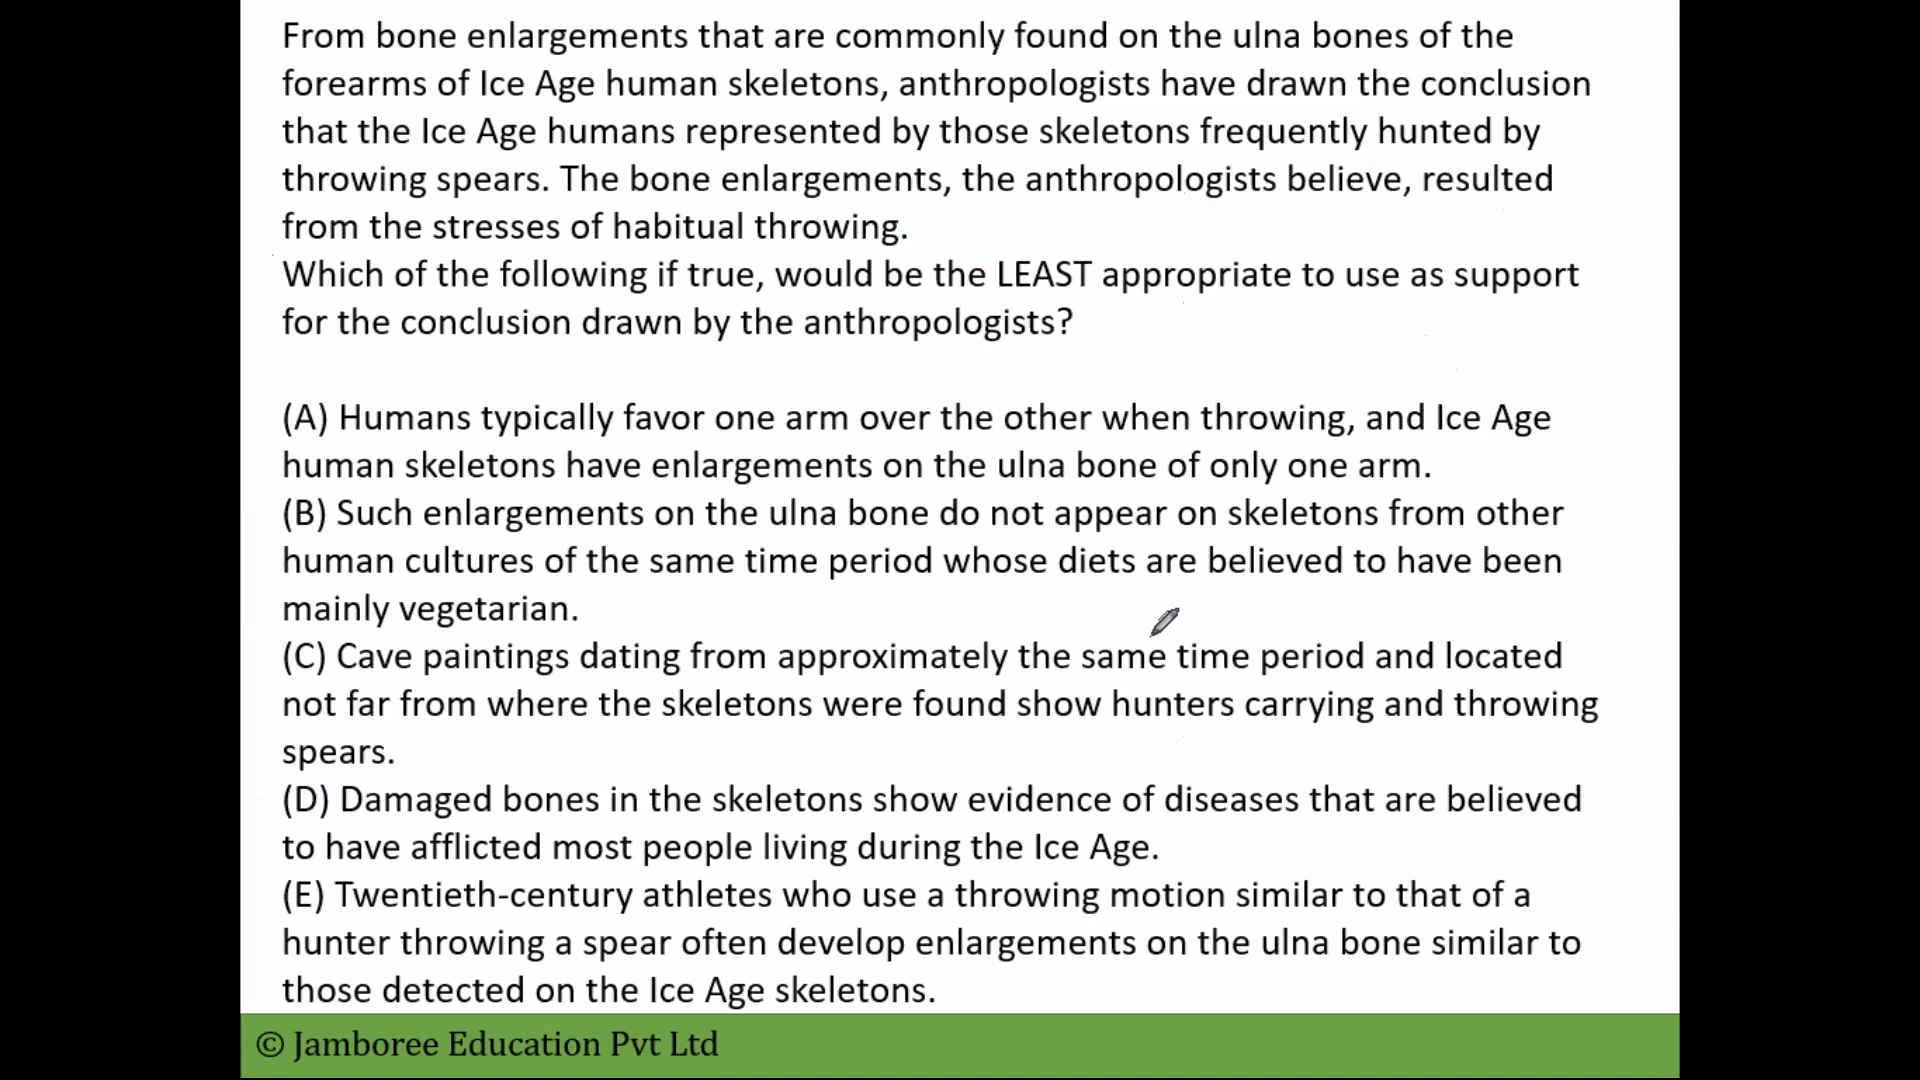 From bone enlargements that are commonly found on the ulna bones of the
forearms of Ice Age human skeletons, anthropologists have drawn the conclusion
that the Ice Age humans represented by those skeletons frequently hunted by
throwing spears. The bone enlargements, the anthropologists believe, resulted
from the stresses of habitual throwing.
Which of the following if true, would be the LEAST appropriate to use as support
for the conclusion drawn by the anthropologists?
(A) Humans typically favor one arm over the other when throwing, and Ice Age
human skeletons have enlargements on the ulna bone of only one arm.
(B) Such enlargements on the ulna bone do not appear on skeletons from other
human cultures of the same time period whose diets are believed to have been
mainly vegetarian.
(C) Cave paintings dating from approximately the same time period and located
not far from where the skeletons were found show hunters carrying and throwing
spears.
(D) Damaged bones in the skeletons show evidence of diseases that are believed
to have afflicted most people living during the Ice Age.
(E) Twentieth-century athletes who use a throwing motion similar to that of a
hunter throwing a spear often develop enlargements on the ulna bone similar to
those detected on the Ice Age skeletons.
© Jamboree Education Pvt Ltd